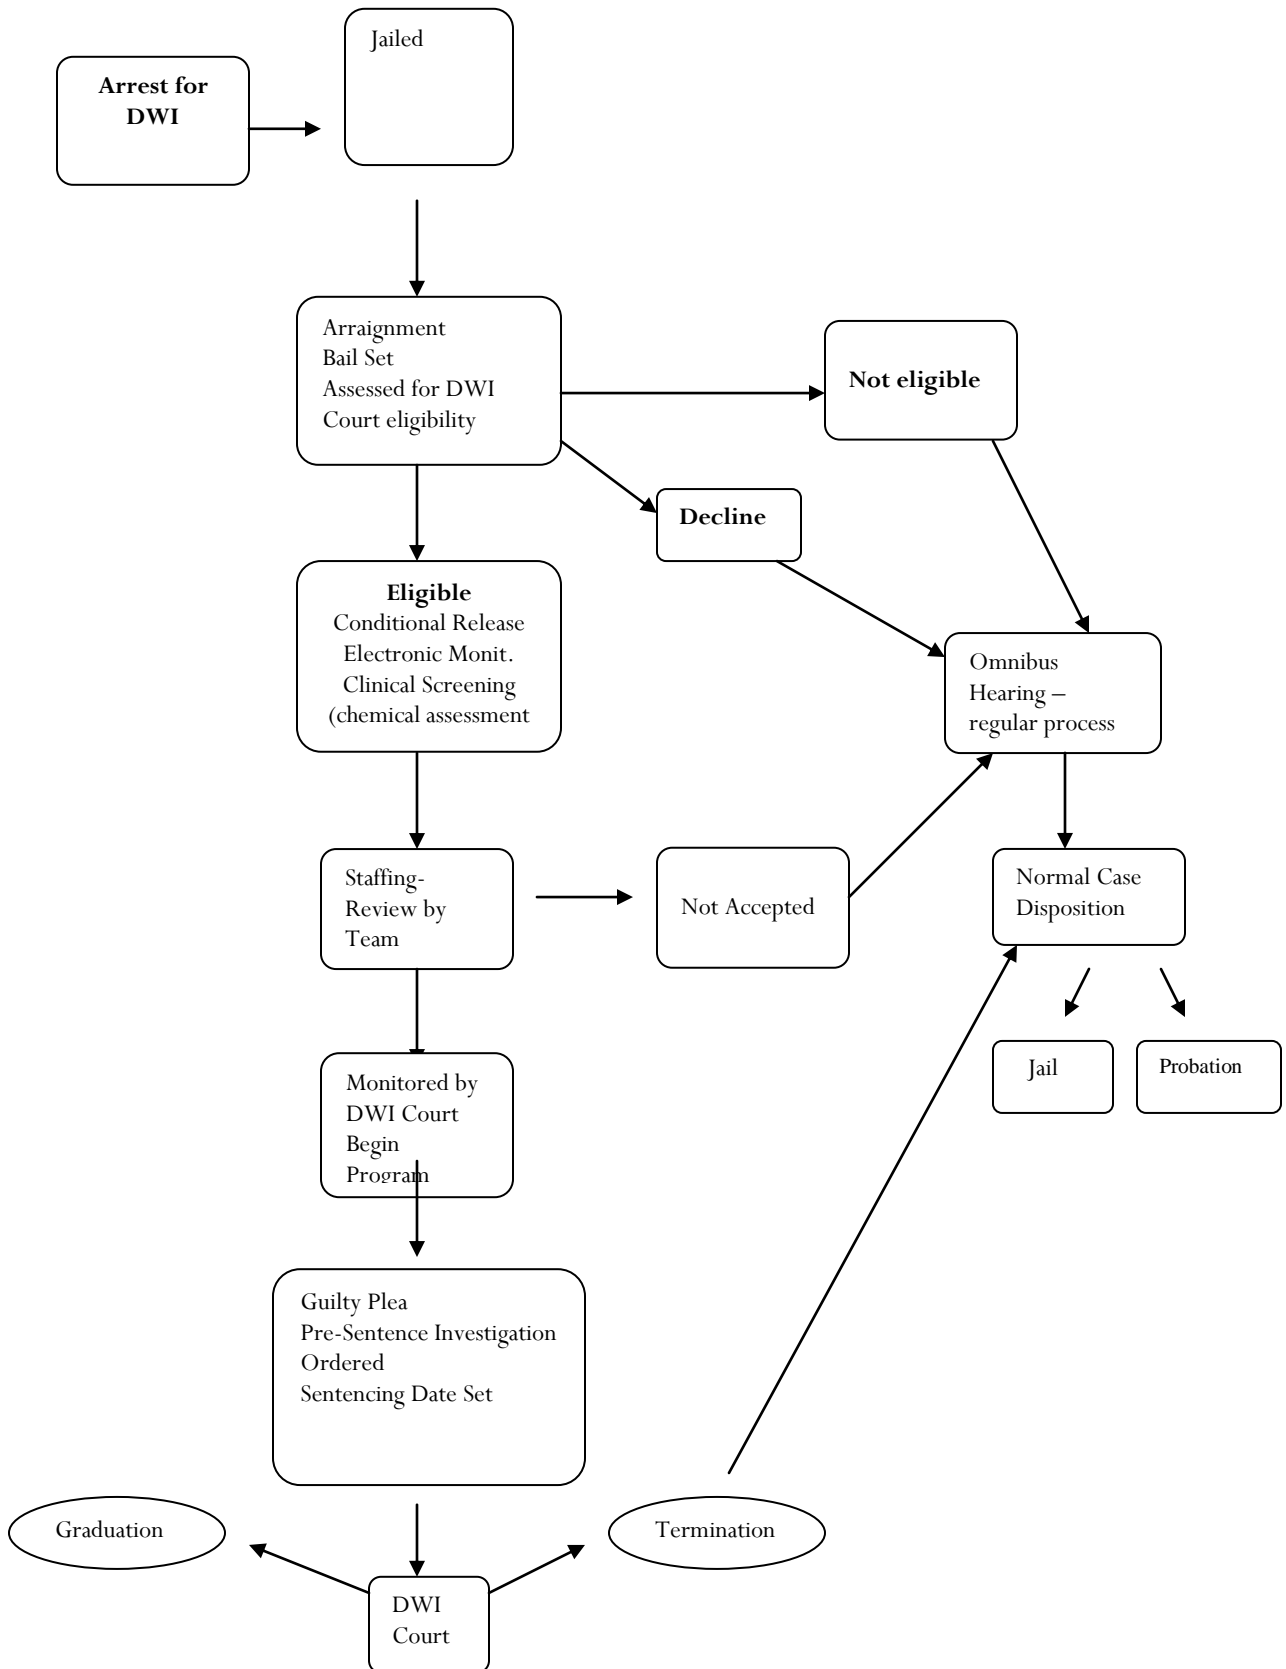 Jailed
Arrest for
DWI
Arraignment
Bail Set
Assessed for DWI
Court eligibility
Not eligible
Decline
Eligible
Conditional Release
Electronic Monit.
Clinical Screening
(chemical assessment
Omnibus
Hearing –
regular process
Staffing-
Review by
Team
Not Accepted
Normal Case
Disposition
Monitored by
DWI Court
Begin
Program
Jail
Probation
Guilty Plea
Pre-Sentence Investigation
Ordered
Sentencing Date Set
Graduation
Termination
DWI
Court